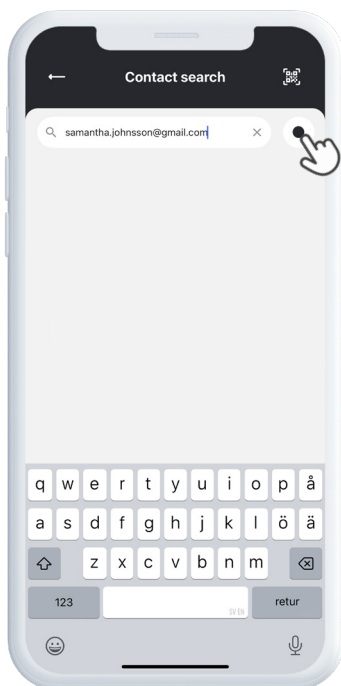 Contact search
samantha.johnsson@gmail.com
q w e r t y u i o p å
a s d f g h j k l ö ä
z x c v b n m
123 SV EN retur